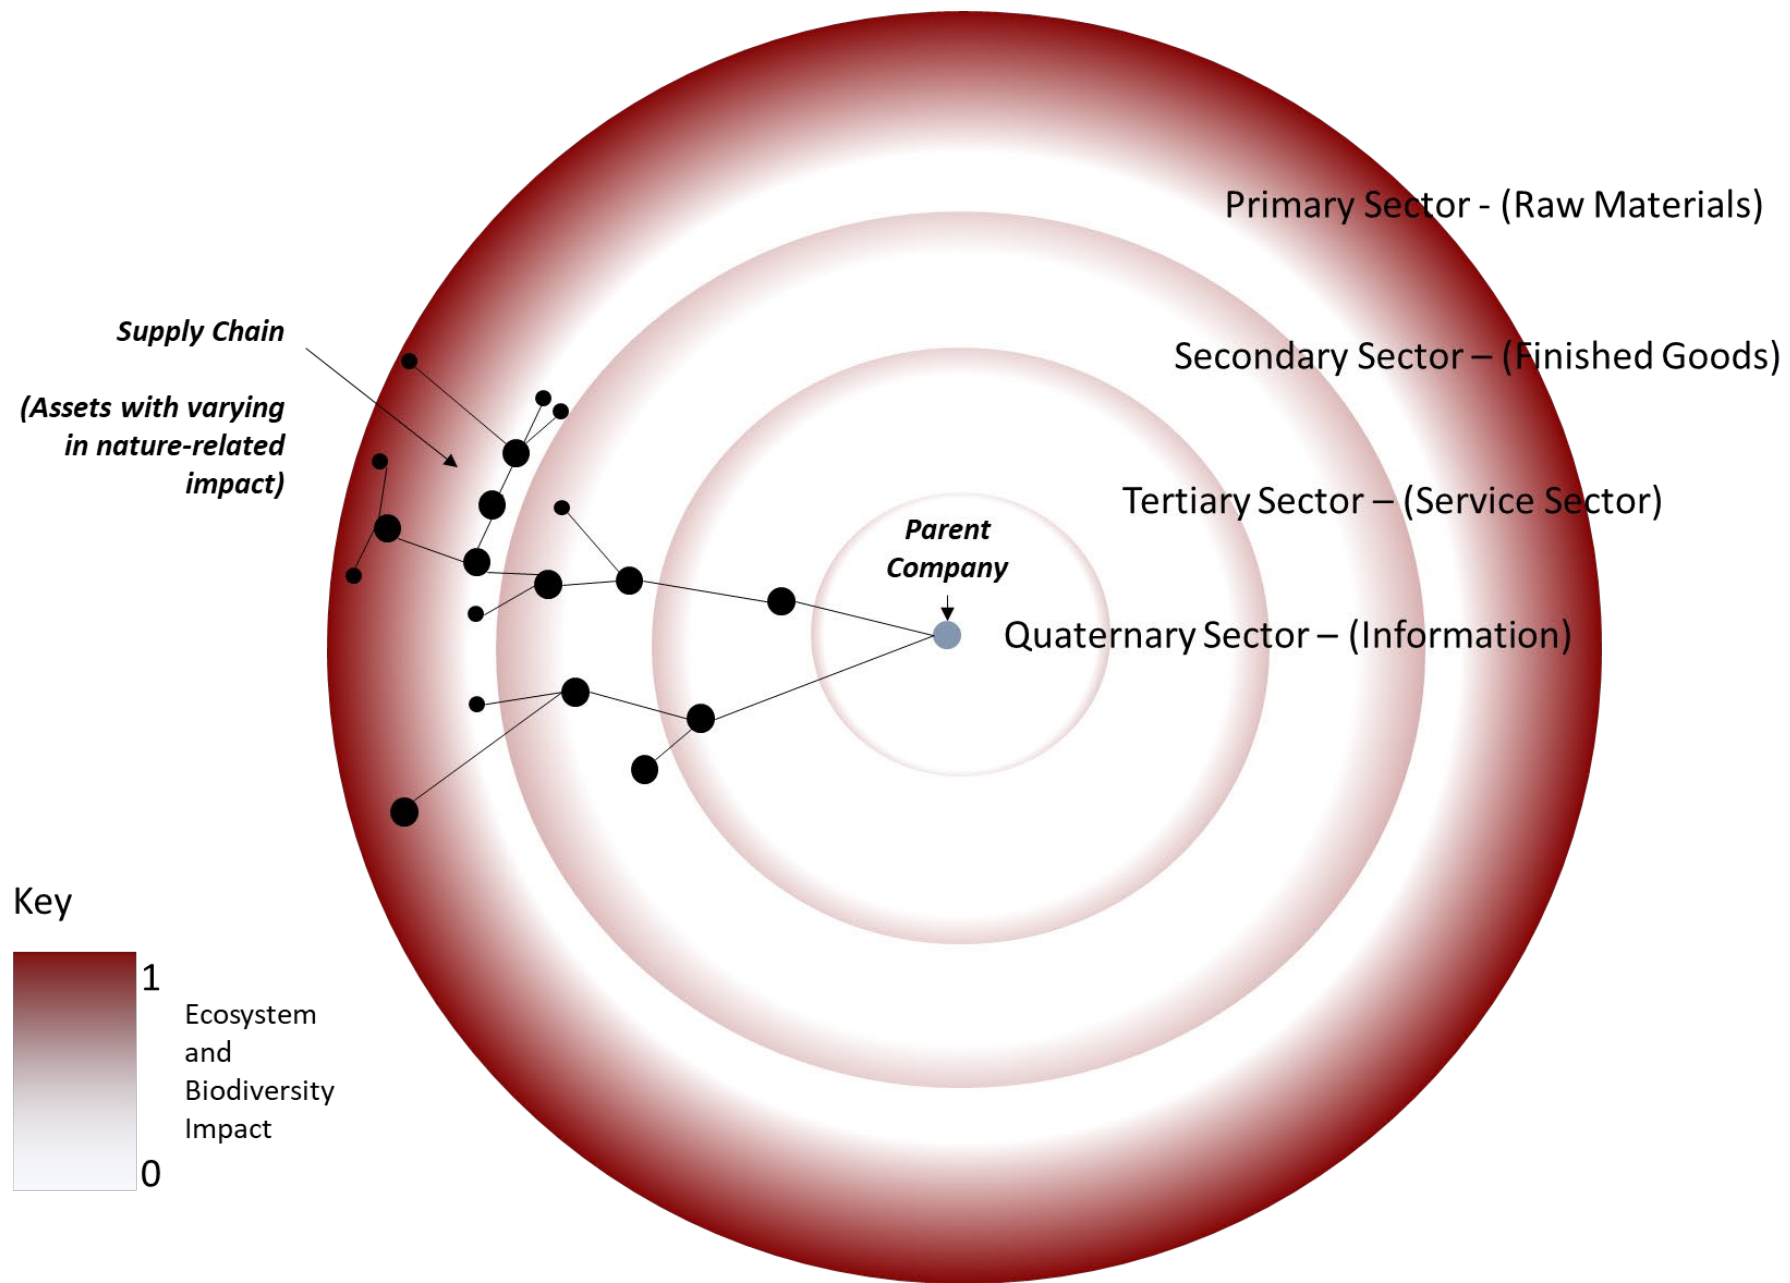 Primary Sector - (Raw Materials)
Supply Chain
Secondary Sector – (Finished Goods)
(Assets with varying
in nature-related
impact)
Tertiary Sector – (Service Sector)
Parent
Company
Quaternary Sector – (Information)
Key
1
Ecosystem
and
Biodiversity
Impact
0